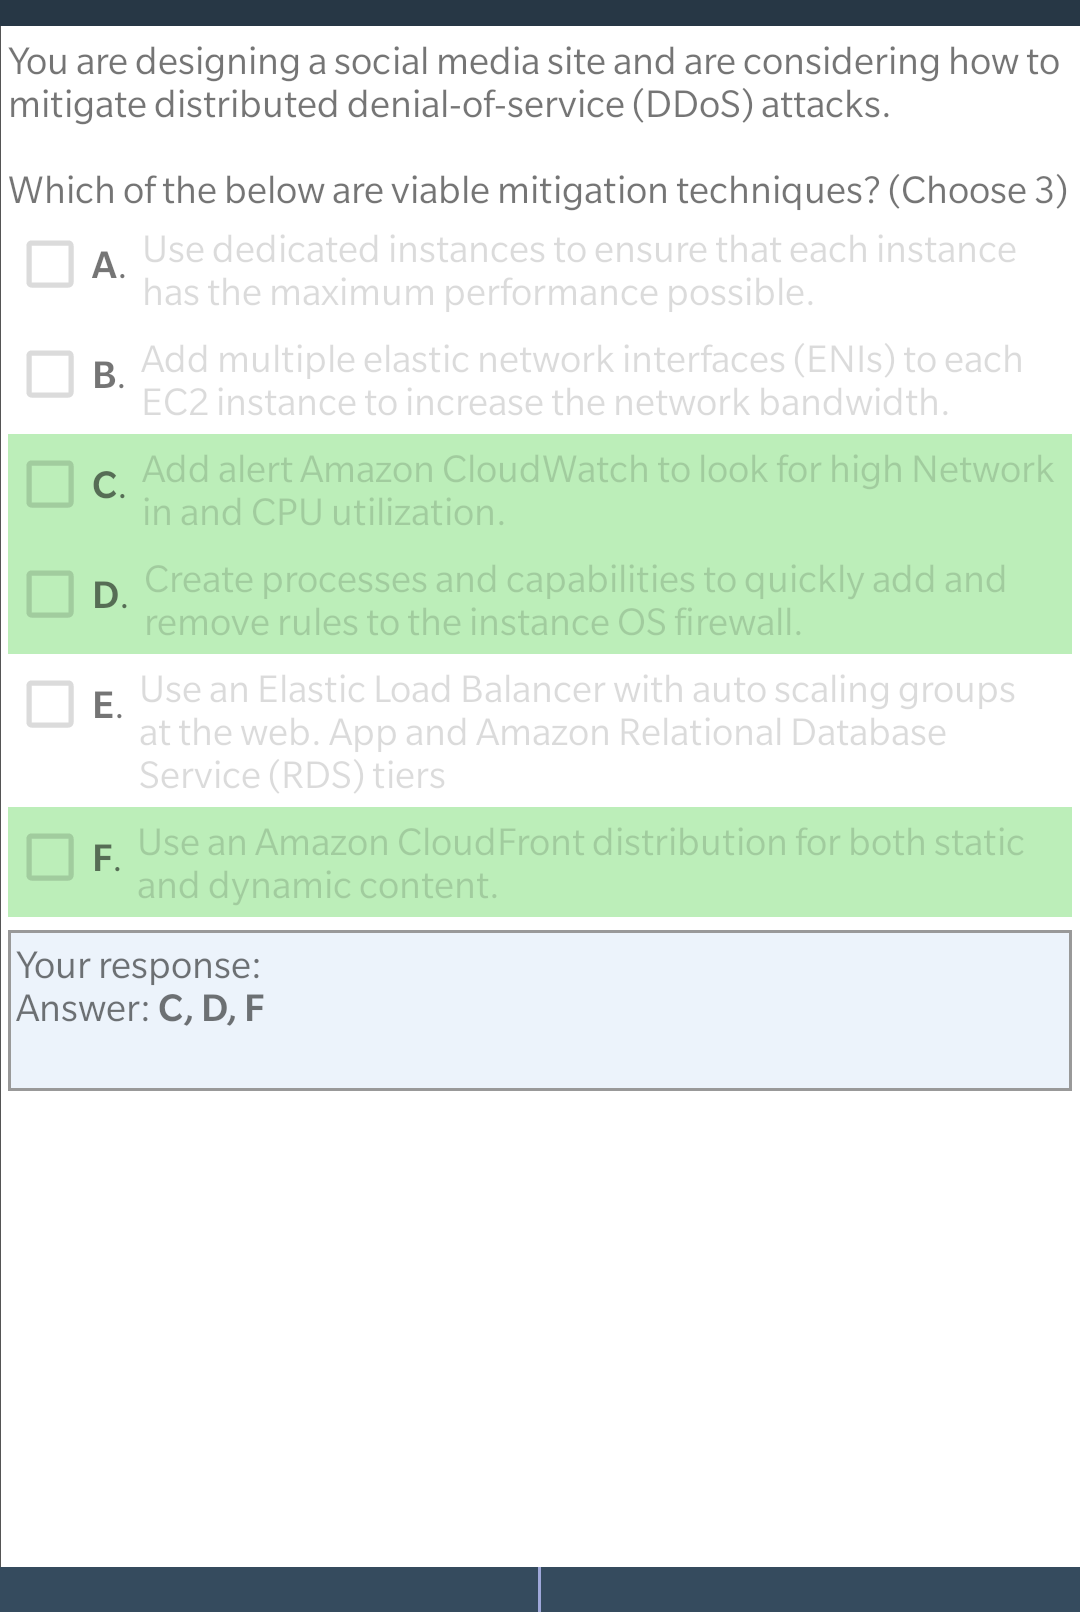 You are designing a social media site and are considering how to
mitigate distributed denial-of-service (DDoS) attacks.
Which of the below are viable mitigation techniques? (Choose 3)
A. Use dedicated instances to ensure that each instance
has the maximum performance possible.
B. Add multiple elastic network interfaces (ENIs) to each
EC2 instance to increase the network bandwidth.
C. Add alert Amazon CloudWatch to look for high Network
in and CPU utilization.
D. Create processes and capabilities to quickly add and
remove rules to the instance OS firewall.
E. Use an Elastic Load Balancer with auto scaling groups
at the web. App and Amazon Relational Database
Service (RDS) tiers
F. Use an Amazon CloudFront distribution for both static
and dynamic content.
Your response:
Answer: C, D, F